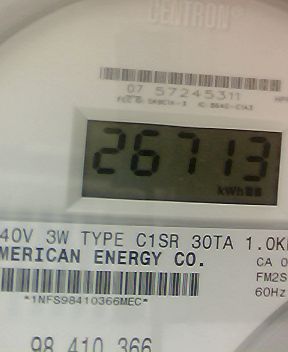 CENTRON®
07 57245311
26713
kWh
40V 3W TYPE C1SR 30TA 1.0K
MERICAN ENERGY CO.
CA 0
FM2S
60Hz
*1NFS98410366MEC*
98 410 366